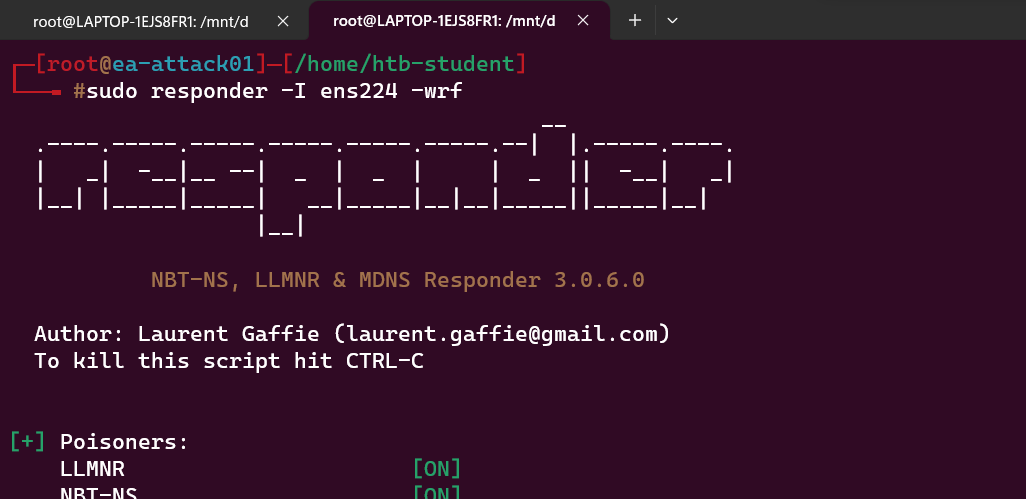 root@LAPTOP-1EJS8FR1: /mnt/d
root@LAPTOP-1EJS8FR1: /mnt/d
[root@ea-attack01]─[/home/htb-student]
#sudo responder -I ens224 -wrf
NBT-NS, LLMNR & MDNS Responder 3.0.6.0
Author: Laurent Gaffie (laurent.gaffie@gmail.com)
To kill this script hit CTRL-C
[+] Poisoners:
LLMNR [ON]
NBT-NS [ON]